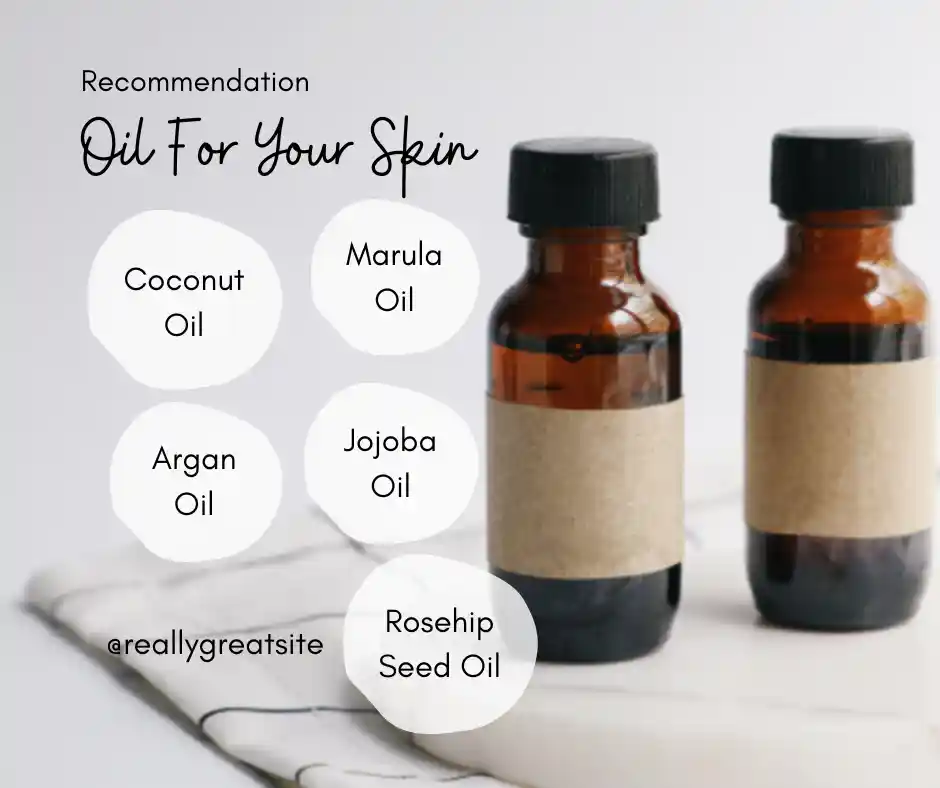 Recommendation
Oil For Your Skin
Coconut
Oil
Marula
Oil
Argan
Oil
Jojoba
Oil
Rosehip
Seed Oil
@reallygreatsite